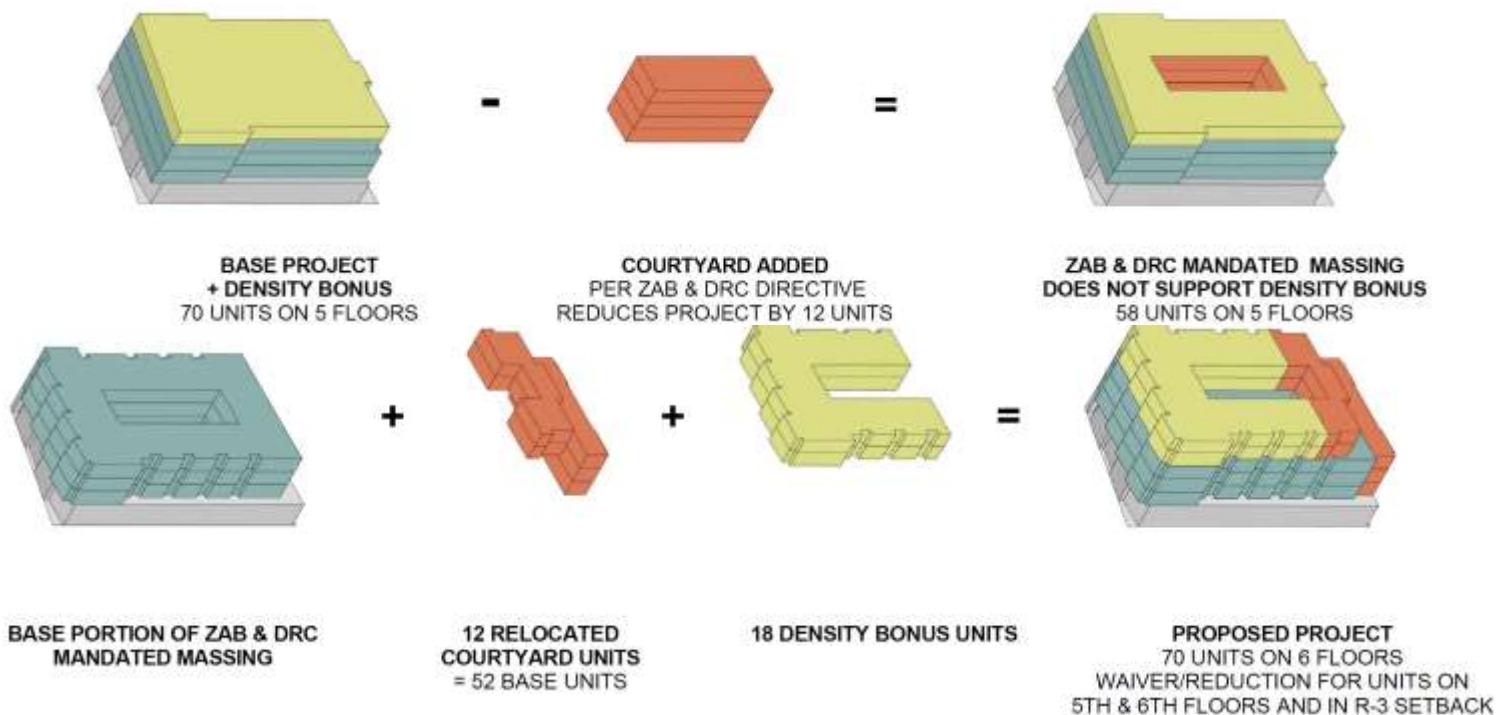 -
=
BASE PROJECT
+ DENSITY BONUS
70 UNITS ON 5 FLOORS
COURTYARD ADDED
PER ZAB & DRC DIRECTIVE
REDUCES PROJECT BY 12 UNITS
ZAB & DRC MANDATED MASSING
DOES NOT SUPPORT DENSITY BONUS
58 UNITS ON 5 FLOORS
+
+
=
BASE PORTION OF ZAB & DRC
MANDATED MASSING
12 RELOCATED
COURTYARD UNITS
= 52 BASE UNITS
18 DENSITY BONUS UNITS
PROPOSED PROJECT
70 UNITS ON 6 FLOORS
WAIVER/REDUCTION FOR UNITS ON
5TH & 6TH FLOORS AND IN R-3 SETBACK